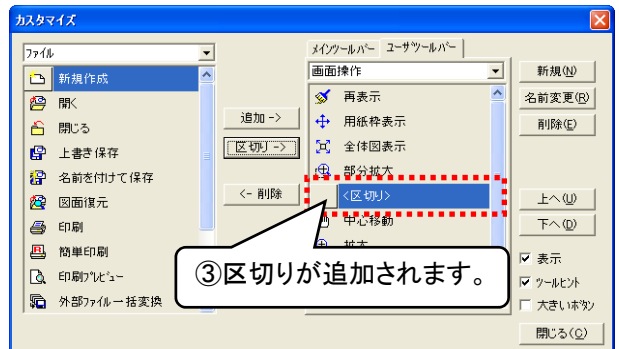 カスタマイズ
ファイル
新規作成
開く
閉じる
上書き保存
名前を付けて保存
図面復元
印刷
簡単印刷
印刷プレビュー
外部ファイル一括変換
追加 ->
区切り ->
<- 削除
メインツールバー ユーザツールバー
画面操作
再表示
用紙枠表示
全体図表示
部分拡大
<区切り>
中心移動
拡大
新規(N)
名前変更(R)
削除(E)
上へ(U)
下へ(D)
表示
ツールヒント
大きいボタン
閉じる(C)
③区切りが追加されます。